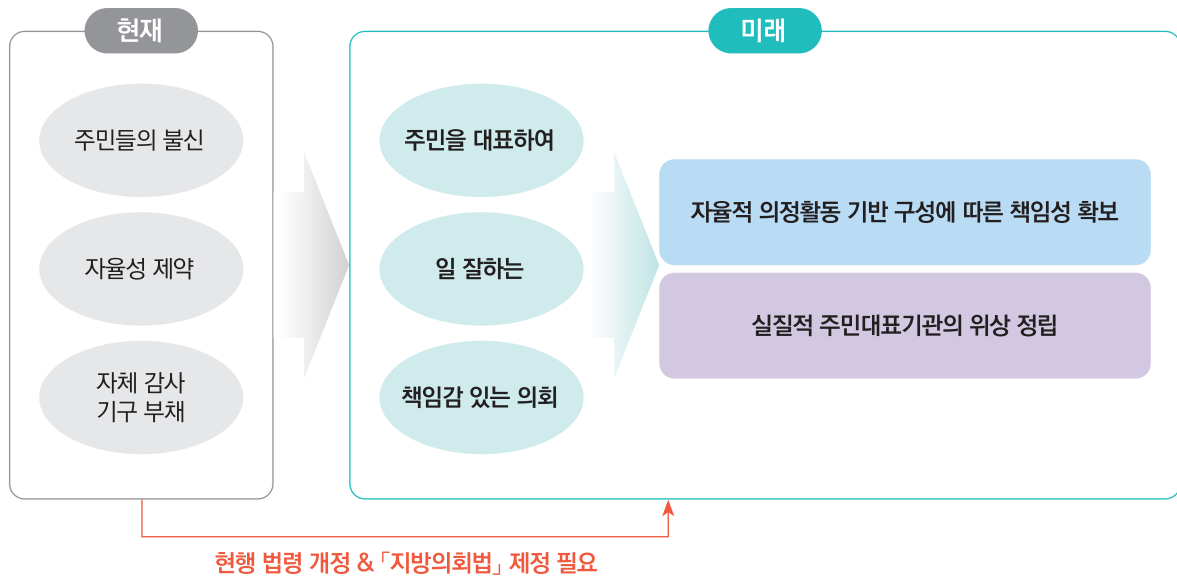 현재
주민들의 불신
자율성 제약
자체 감사
기구 부채
미래
주민을 대표하여
일 잘하는
책임감 있는 의회
자율적 의정활동 기반 구성에 따른 책임성 확보
실질적 주민대표기관의 위상 정립
현행 법령 개정 & 「지방의회법」 제정 필요